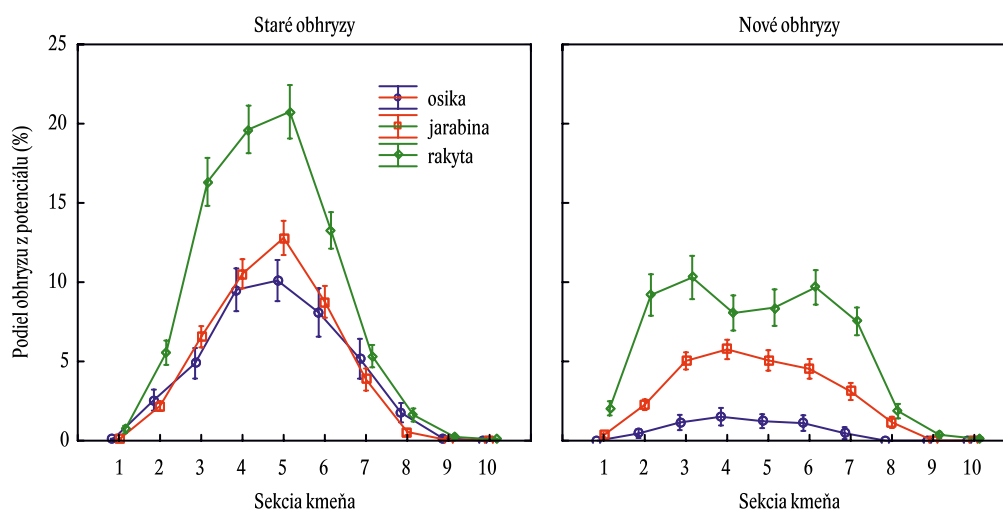 Staré obhryzy
Nové obhryzy
25
20
15
10
5
0
Podiel obhryzu z potenciálu (%)
osika
jarabina
rakyta
1 2 3 4 5 6 7 8 9 10
1 2 3 4 5 6 7 8 9 10
Sekcia kmeňa
Sekcia kmeňa